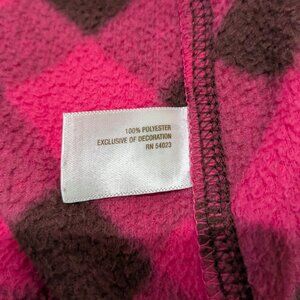 100% POLYESTER
EXCLUSIVE OF DECORATION
RN 54023